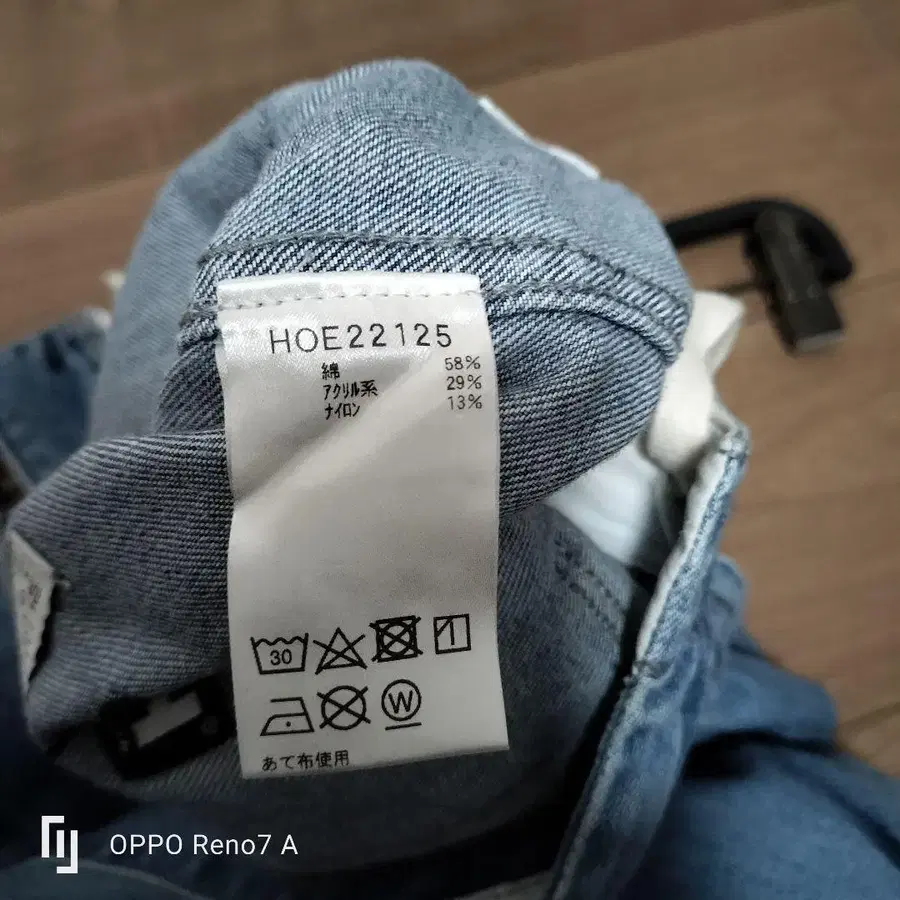 HOE22125
綿 58%
アクリル系 29%
ナイロン 13%
30
W
あて布使用
OPPO Reno7 A